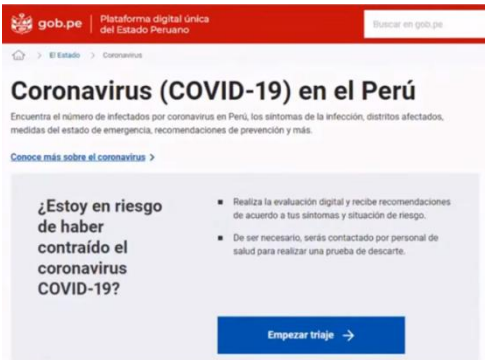 gob.pe
Plataforma digital única
del Estado Peruano
Buscar en gob.pe
El Estado > Coronavirus
Coronavirus (COVID-19) en el Perú
Encuentra el número de infectados por coronavirus en Perú, los síntomas de la infección, distritos afectados,
medidas del estado de emergencia, recomendaciones de prevención y más.
Conoce más sobre el coronavirus >
¿Estoy en riesgo
de haber
contraído el
coronavirus
COVID-19?
Realiza la evaluación digital y recibe recomendaciones
de acuerdo a tus síntomas y situación de riesgo.
De ser necesario, serás contactado por personal de
salud para realizar una prueba de descarte.
Empezar triaje →